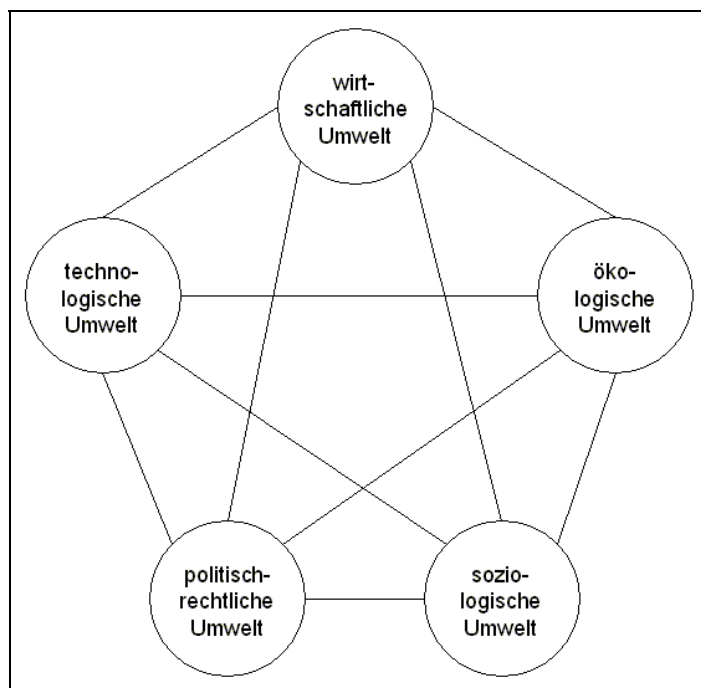 wirt-
schaftliche
Umwelt
techno-
logische
Umwelt
öko-
logische
Umwelt
politisch-
rechtliche
Umwelt
sozio-
logische
Umwelt